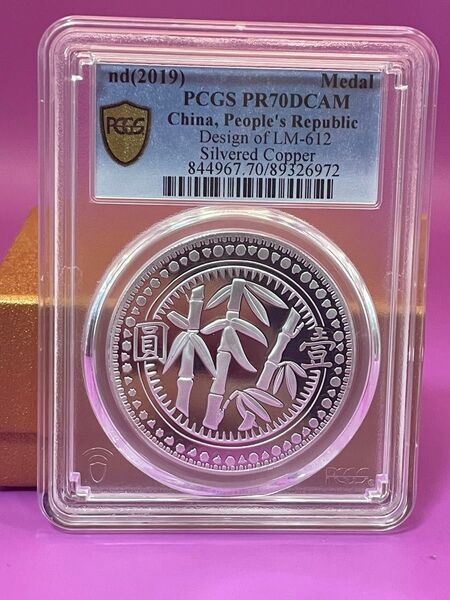 nd(2019) Medal
PCGS PR70DCAM
China, People's Republic
Design of LM-612
Silvered Copper
844967.70/89326972
PCGS
圓 壹
PCGS